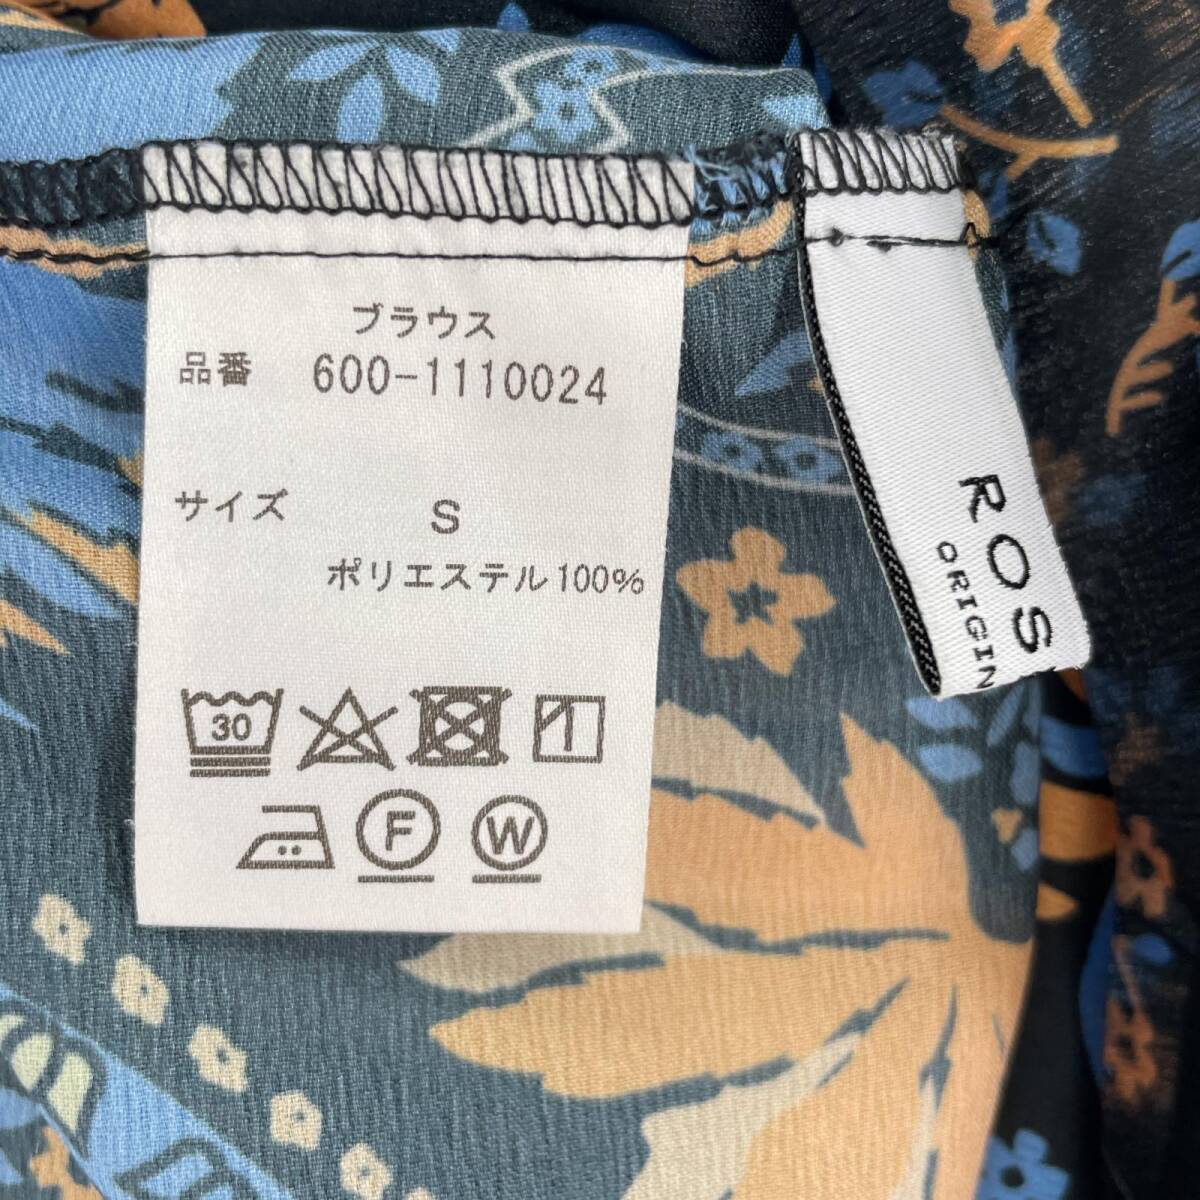 ブラウス
品番 600-1110024
サイズ S
ポリエステル100%
30
F W
ROS
ORIGIN